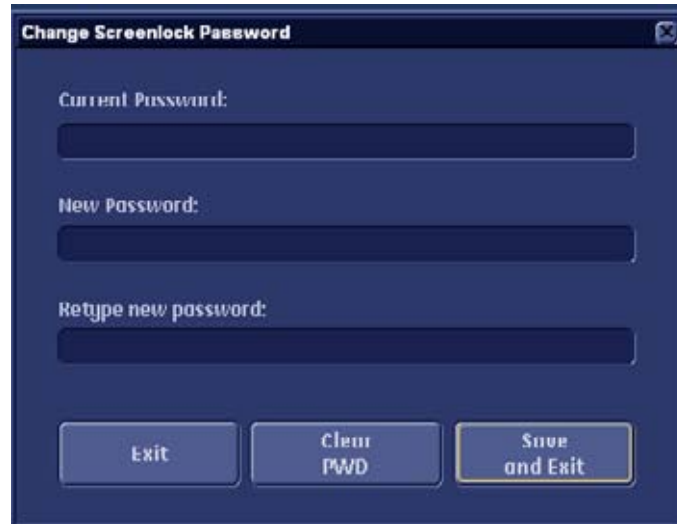 Change Screenlock Password
Current Password:
New Password:
Retype new password:
Exit
Clear
PWD
Save
and Exit